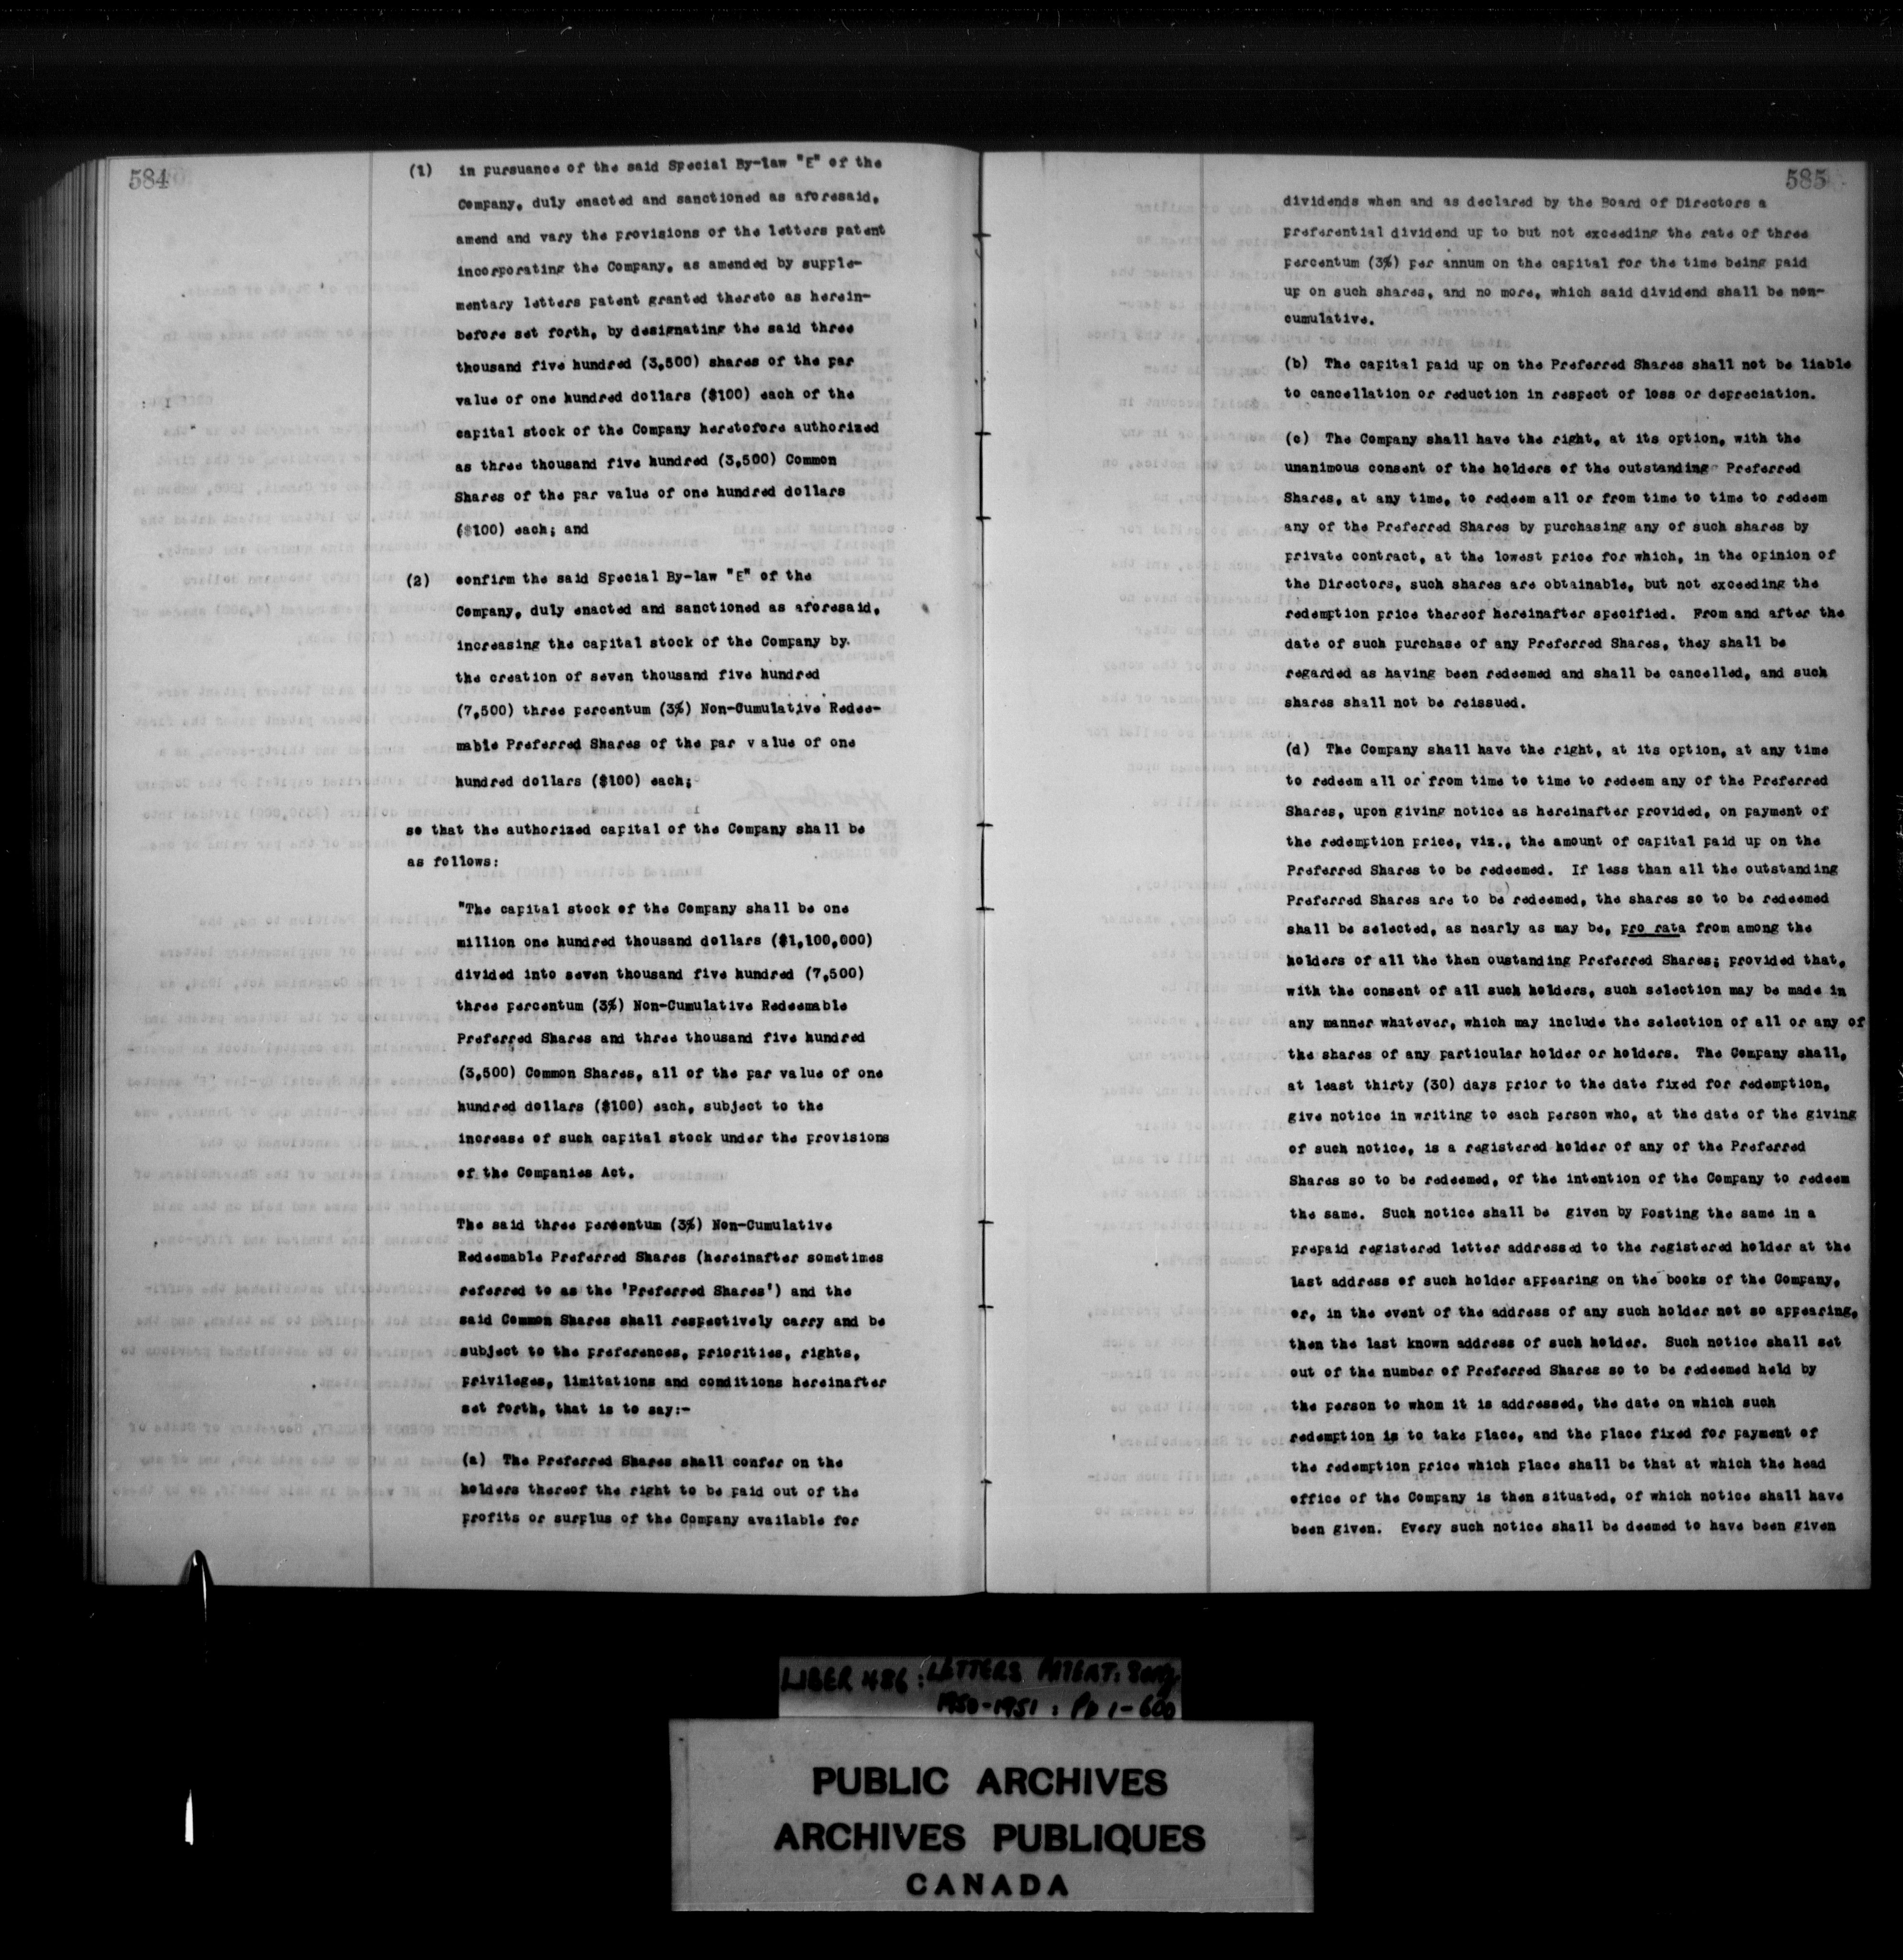 584
(1) in pursuance of the said Special By-law "E" of the
Company, duly enacted and sanctioned as aforesaid,
amend and vary the provisions of the letters patent
incorporating the Company, as amended by supple-
mentary letters patent granted thereto as herein-
before set forth, by designating the said three
thousand five hundred (3,500) shares of the par
value of one hundred dollars ($100) each of the
capital stock of the Company heretofore authorized
as three thousand five hundred (3,500) Common
Shares of the par value of one hundred dollars
($100) each; and
(2) confirm the said Special By-law "E" of the
Company, duly enacted and sanctioned as aforesaid,
increasing the capital stock of the Company by
the creation of seven thousand five hundred
(7,500) three percentum (3%) Non-Cumulative Redee-
mable Preferred Shares of the par value of one
hundred dollars ($100) each;
so that the authorized capital of the Company shall be
as follows:
"The capital stock of the Company shall be one
million one hundred thousand dollars ($1,100,000)
divided into seven thousand five hundred (7,500)
three percentum (3%) Non-Cumulative Redeemable
Preferred Shares and three thousand five hundred
(3,500) Common Shares, all of the par value of one
hundred dollars ($100) each, subject to the
increase of such capital stock under the provisions
of the Companies Act.
The said three percentum (3%) Non-Cumulative
Redeemable Preferred Shares (hereinafter sometimes
referred to as the 'Preferred Shares') and the
said Common Shares shall respectively carry and be
subject to the preferences, priorities, rights,
privileges, limitations and conditions hereinafter
set forth, that is to say:-
(a) The Preferred Shares shall confer on the
holders thereof the right to be paid out of the
profits or surplus of the Company available for
585
dividends when and as declared by the Board of Directors a
preferential dividend up to but not exceeding the rate of three
percentum (3%) per annum on the capital for the time being paid
up on such shares, and no more, which said dividend shall be non-
cumulative.
(b) The capital paid up on the Preferred Shares shall not be liable
to cancellation or reduction in respect of loss or depreciation.
(c) The Company shall have the right, at its option, with the
unanimous consent of the holders of the outstanding Preferred
Shares, at any time, to redeem all or from time to time to redeem
any of the Preferred Shares by purchasing any of such shares by
private contract, at the lowest price for which, in the opinion of
the Directors, such shares are obtainable, but not exceeding the
redemption price thereof hereinafter specified. From and after the
date of such purchase of any Preferred Shares, they shall be
regarded as having been redeemed and shall be cancelled, and such
shares shall not be reissued.
(d) The Company shall have the right, at its option, at any time
to redeem all or from time to time to redeem any of the Preferred
Shares, upon giving notice as hereinafter provided, on payment of
the redemption price, viz., the amount of capital paid up on the
Preferred Shares to be redeemed. If less than all the outstanding
Preferred Shares are to be redeemed, the shares so to be redeemed
shall be selected, as nearly as may be, pro rata from among the
holders of all the then oustanding Preferred Shares; provided that,
with the consent of all such holders, such selection may be made in
any manner whatever, which may include the selection of all or any of
the shares of any particular holder or holders. The Company shall,
at least thirty (30) days prior to the date fixed for redemption,
give notice in writing to each person who, at the date of the giving
of such notice, is a registered holder of any of the Preferred
Shares so to be redeemed, of the intention of the Company to redeem
the same. Such notice shall be given by posting the same in a
prepaid registered letter addressed to the registered holder at the
last address of such holder appearing on the books of the Company,
or, in the event of the address of any such holder not so appearing,
then the last known address of such holder. Such notice shall set
out of the number of Preferred Shares so to be redeemed held by
the person to whom it is addressed, the date on which such
redemption is to take place, and the place fixed for payment of
the redemption price which place shall be that at which the head
office of the Company is then situated, of which notice shall have
been given. Every such notice shall be deemed to have been given
LIBER 486: LETTERS PATENT:
1950-1951: Pp 1-600
PUBLIC ARCHIVES
ARCHIVES PUBLIQUES
CANADA